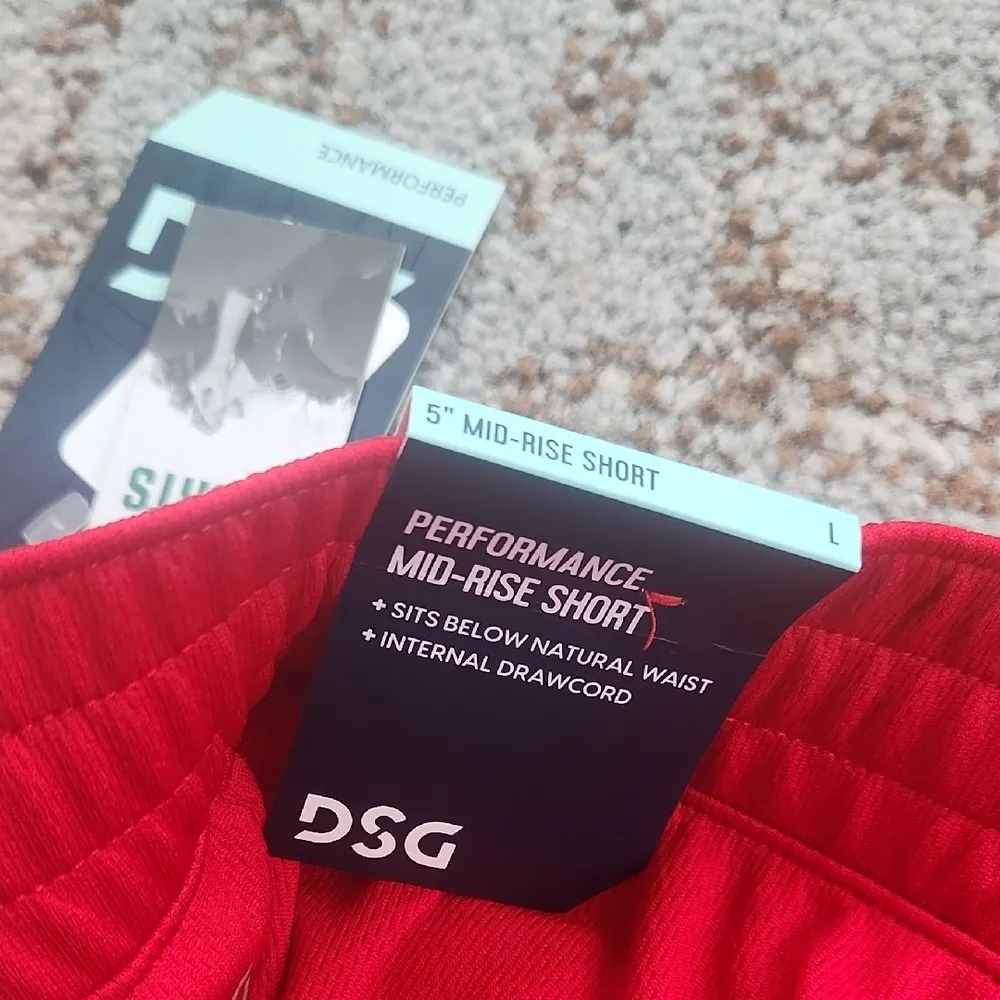 PERFORMANCE
5" MID-RISE SHORT L
PERFORMANCE
MID-RISE SHORT
+ SITS BELOW NATURAL WAIST
+ INTERNAL DRAWCORD
DSG